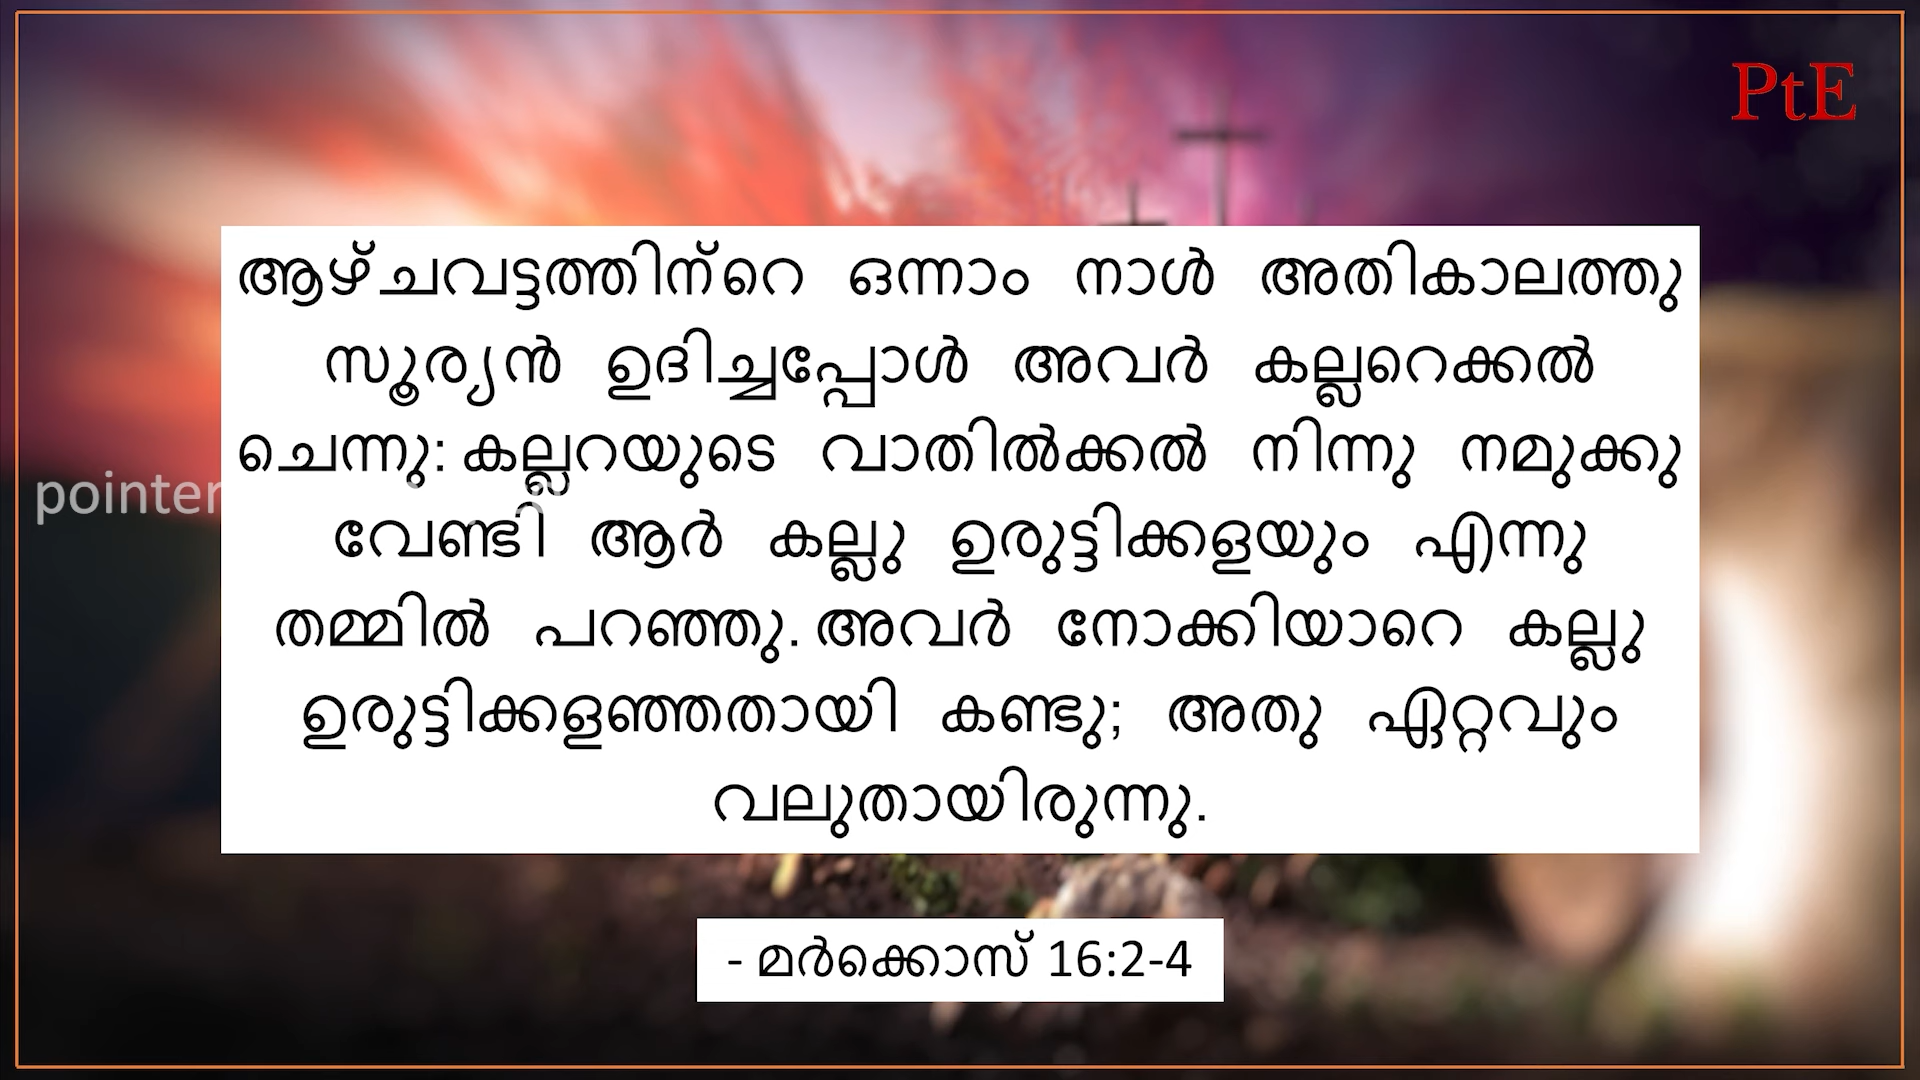 PtE
ആഴ്ചവട്ടത്തിന്റെ ഒന്നാം നാൾ അതികാലത്തു
സൂര്യൻ ഉദിച്ചപ്പോൾ അവർ കല്ലറെക്കൽ
ചെന്നു: കല്ലറയുടെ വാതിൽക്കൽ നിന്നു നമുക്കു
pointer
വേണ്ടി ആർ കല്ലു ഉരുട്ടിക്കളയും എന്നു
തമ്മിൽ പറഞ്ഞു. അവർ നോക്കിയാറെ കല്ലു
ഉരുട്ടിക്കളഞ്ഞതായി കണ്ടു; അതു ഏറ്റവും
വലുതായിരുന്നു.
- മർക്കൊസ് 16:2-4